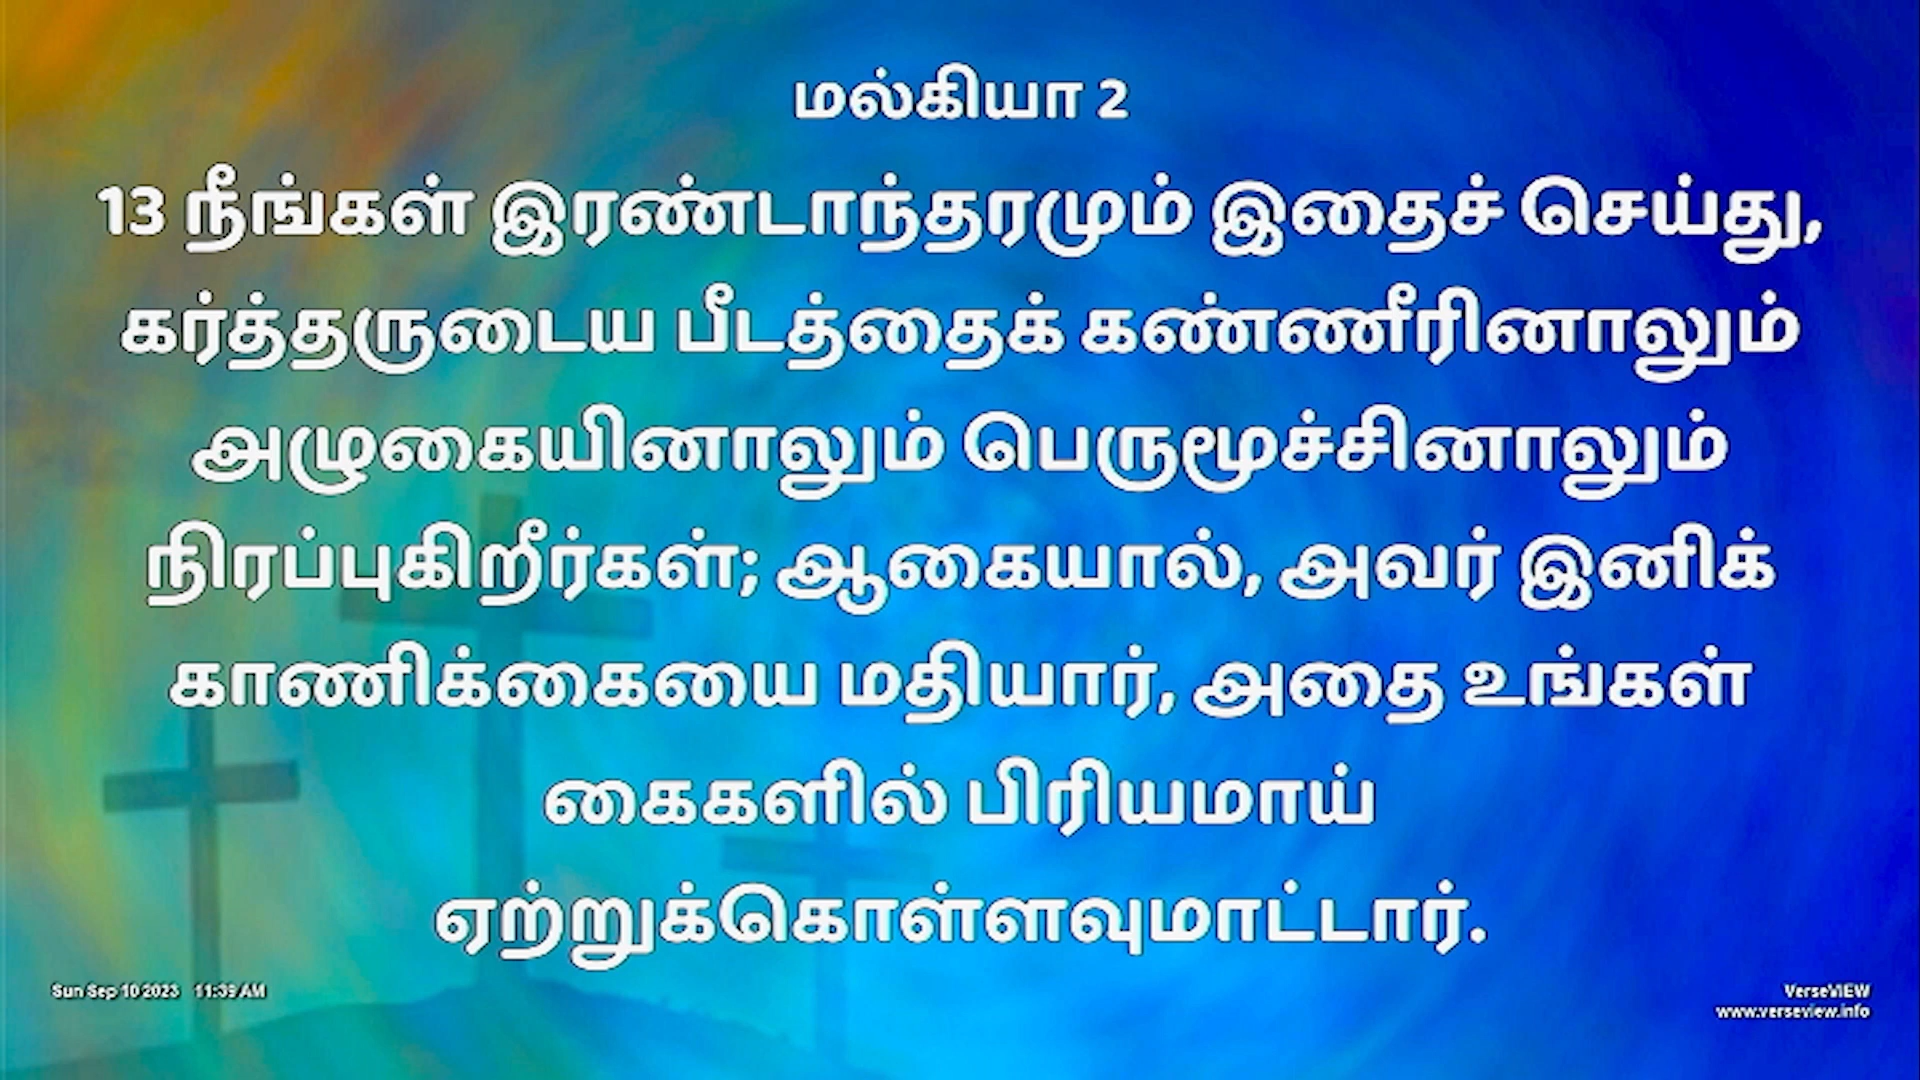 மல்கியா 2
13 நீங்கள் இரண்டாந்தரமும் இதைச் செய்து,
கர்த்தருடைய பீடத்தைக் கண்ணீரினாலும்
அழுகையினாலும் பெருமூச்சினாலும்
நிரப்புகிறீர்கள்; ஆகையால், அவர் இனிக்
காணிக்கையை மதியார், அதை உங்கள்
கைகளில் பிரியமாய்
ஏற்றுக்கொள்ளவுமாட்டார்.
Sun Sep 10 2023 11:39 AM
VerseVIEW
www.verseview.info